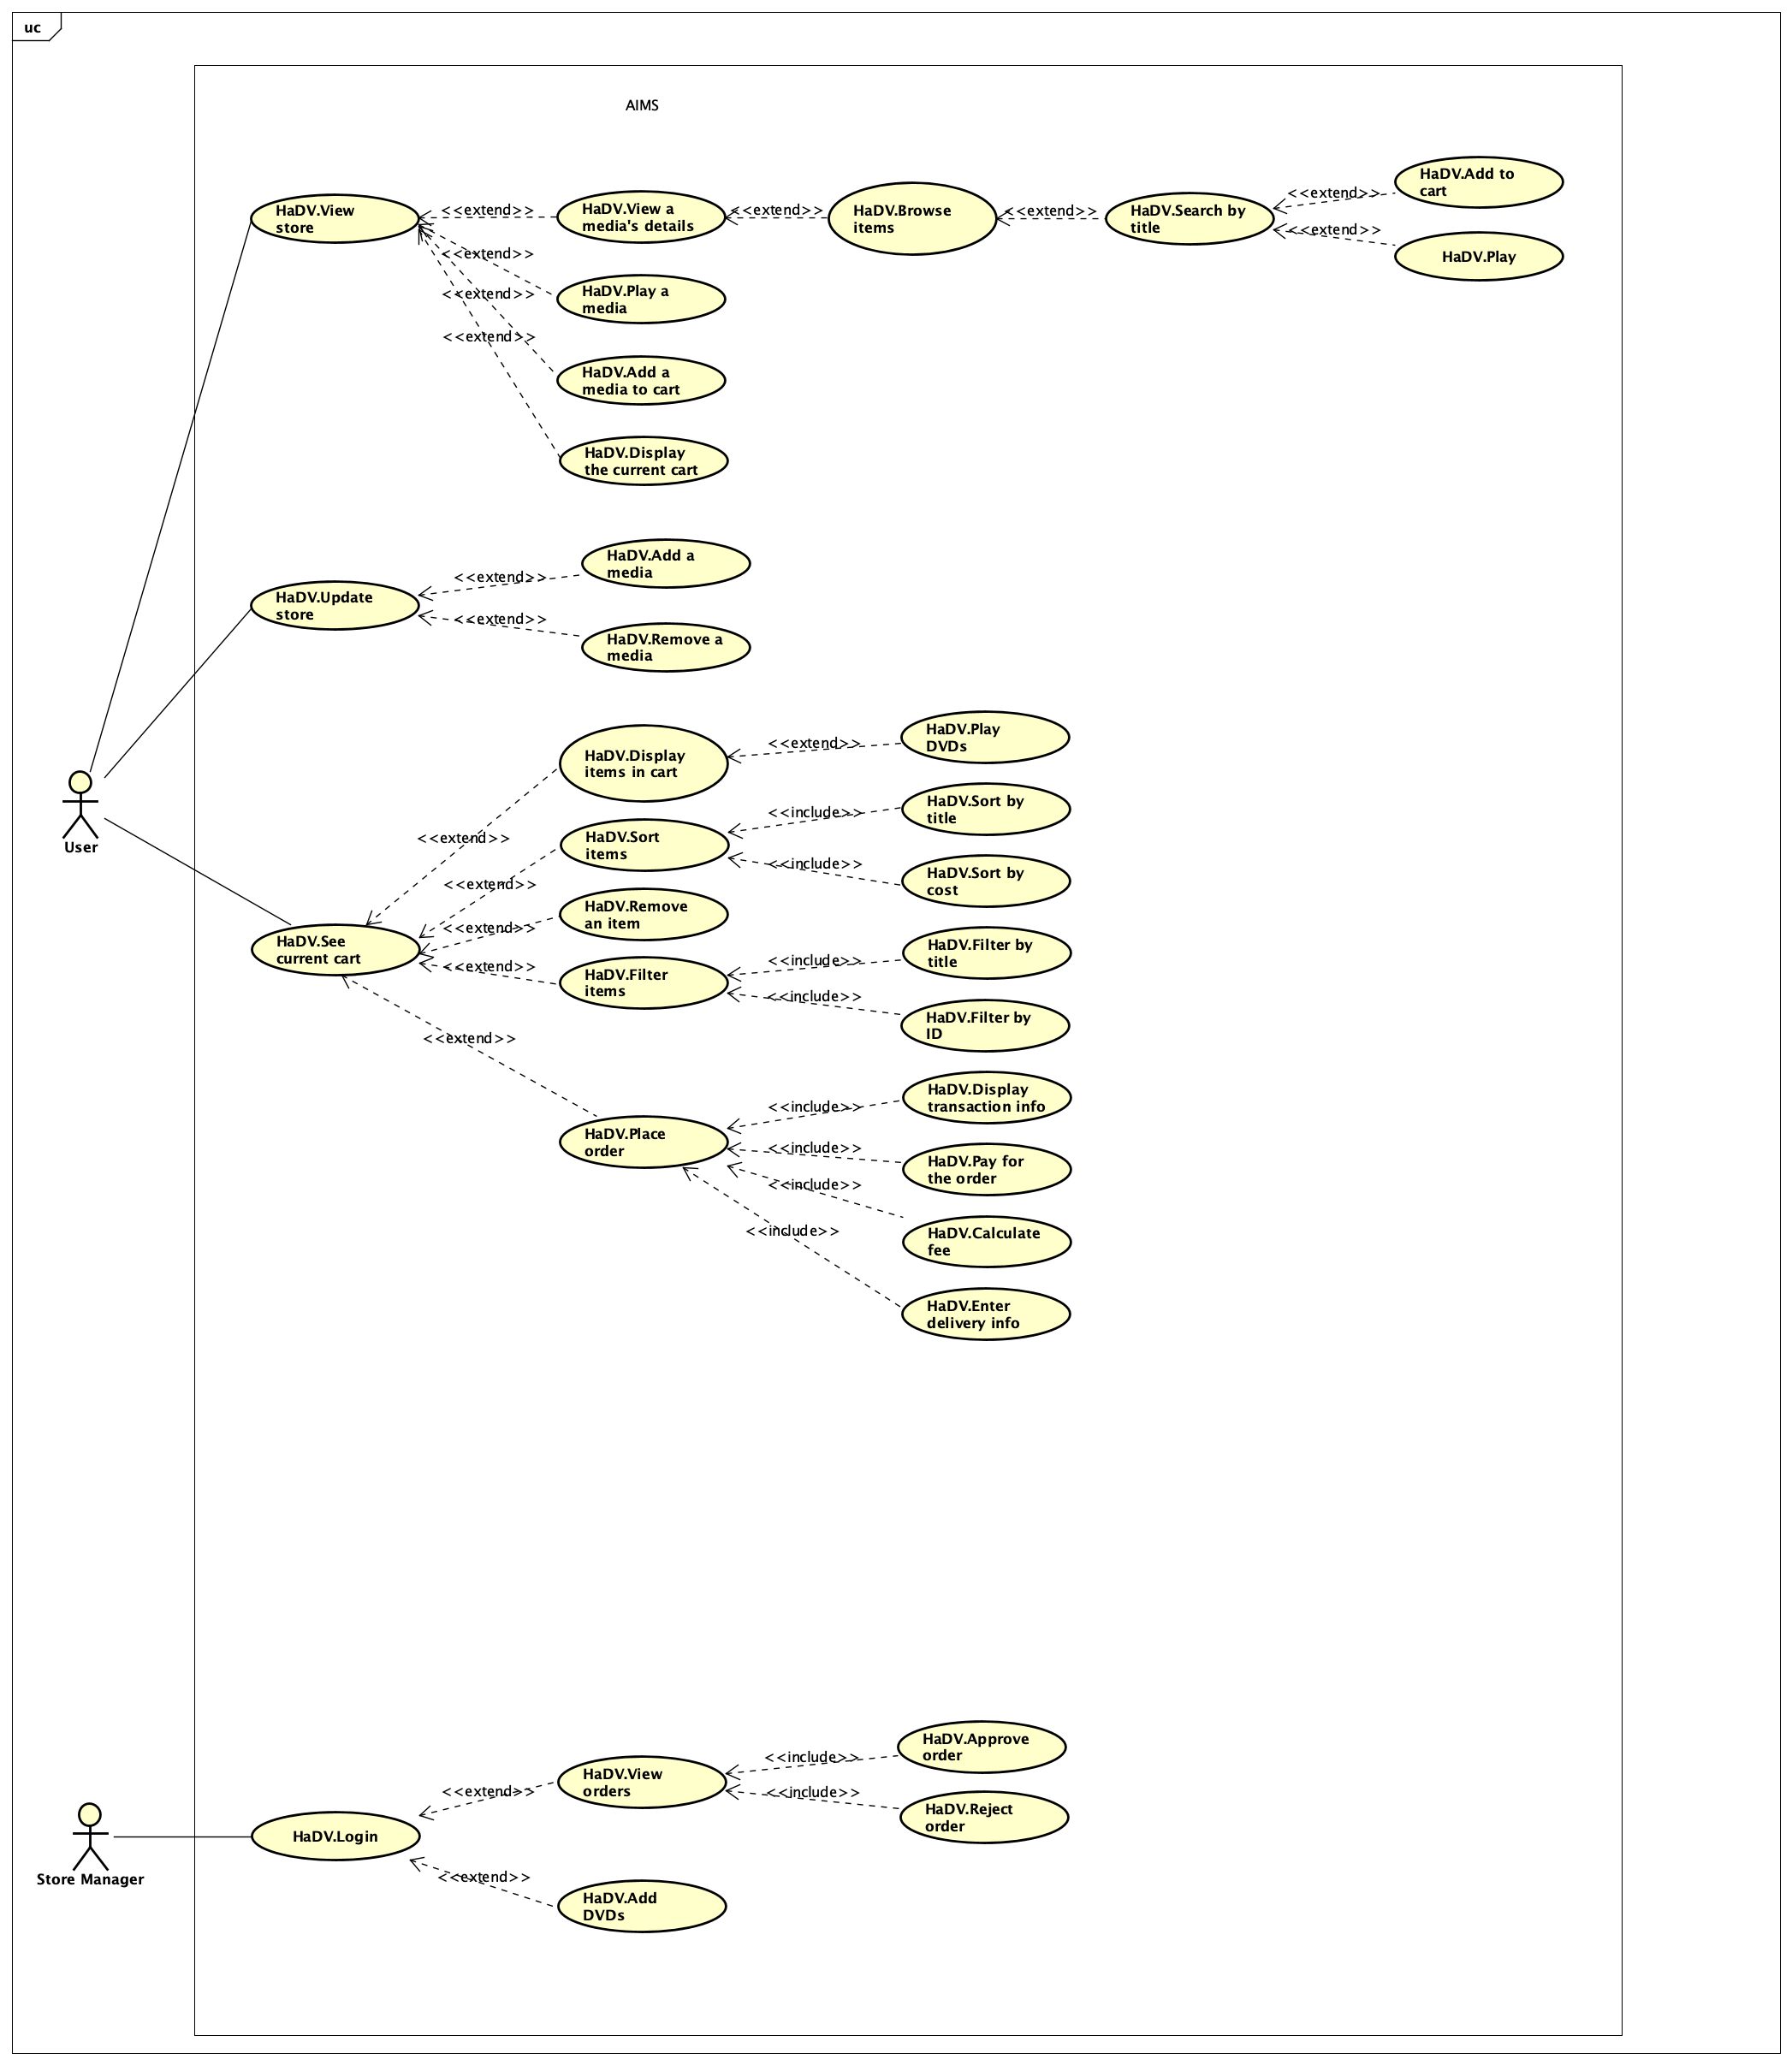 uc
AIMS
HaDV.View
store
<<extend>>
HaDV.View a
media's details
<<extend>>
HaDV.Browse
items
<<extend>>
HaDV.Search by
title
<<extend>>
HaDV.Add to
cart
<<extend>>
HaDV.Play
<<extend>>
HaDV.Play a
media
<<extend>>
HaDV.Add a
media to cart
<<extend>>
HaDV.Display
the current cart
HaDV.Update
store
<<extend>>
HaDV.Add a
media
<<extend>>
HaDV.Remove a
media
User
HaDV.See
current cart
<<extend>>
HaDV.Display
items in cart
<<extend>>
HaDV.Play
DVDs
<<extend>>
HaDV.Sort
items
<<include>>
HaDV.Sort by
title
<<include>>
HaDV.Sort by
cost
<<extend>>
HaDV.Remove
an item
<<extend>>
HaDV.Filter
items
<<include>>
HaDV.Filter by
title
<<include>>
HaDV.Filter by
ID
<<extend>>
HaDV.Place
order
<<include>>
HaDV.Display
transaction info
<<include>>
HaDV.Pay for
the order
<<include>>
HaDV.Calculate
fee
<<include>>
HaDV.Enter
delivery info
Store Manager
HaDV.Login
<<extend>>
HaDV.View
orders
<<include>>
HaDV.Approve
order
<<include>>
HaDV.Reject
order
<<extend>>
HaDV.Add
DVDs